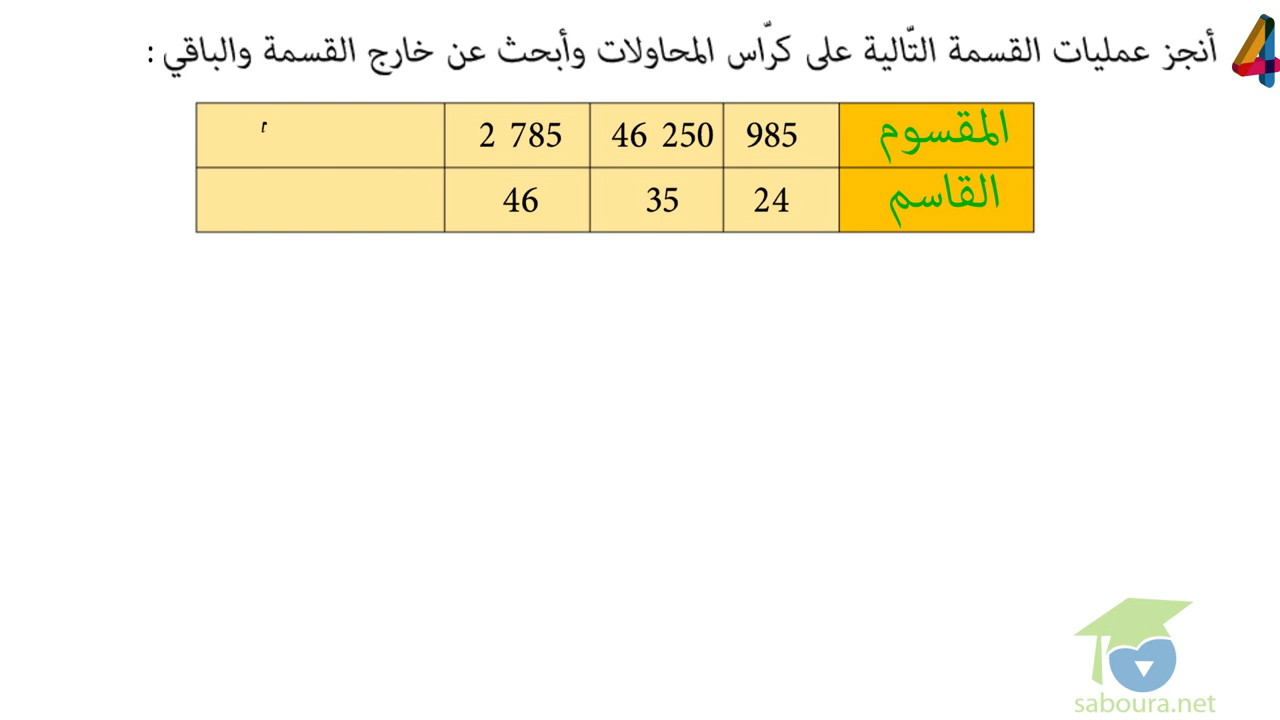 4 أنجز عمليات القسمة التّالية على كرّاس المحاولات وأبحث عن خارج القسمة والباقي :
المقسوم 985 46 250 2 785
القاسم 24 35 46
saboura.net